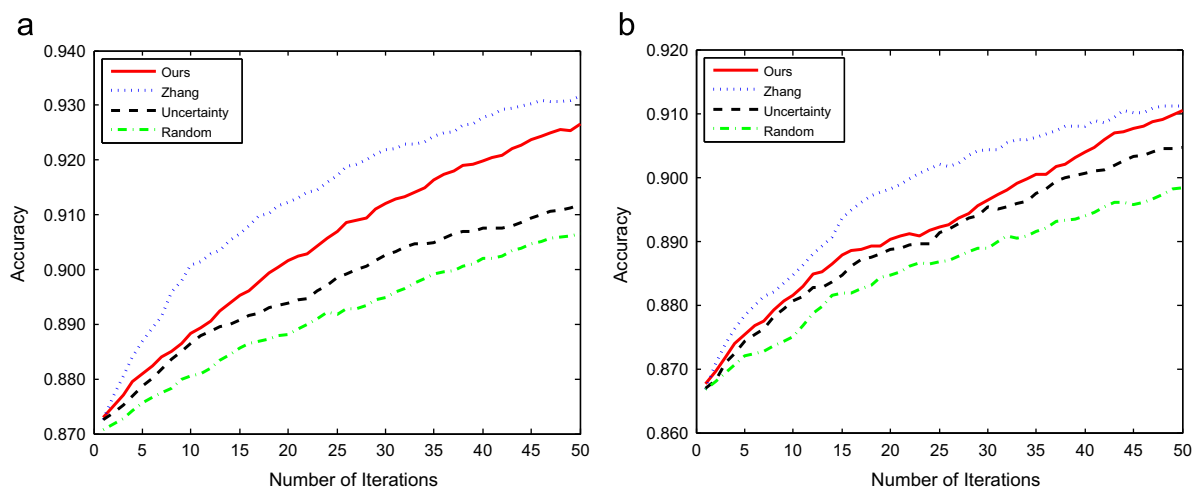 a
0.940
0.930
0.920
0.910
0.900
0.890
0.880
0.870
Accuracy
Ours
Zhang
Uncertainty
Random
0 5 10 15 20 25 30 35 40 45 50
Number of Iterations
b
0.920
0.910
0.900
0.890
0.880
0.870
0.860
Accuracy
Ours
Zhang
Uncertainty
Random
0 5 10 15 20 25 30 35 40 45 50
Number of Iterations